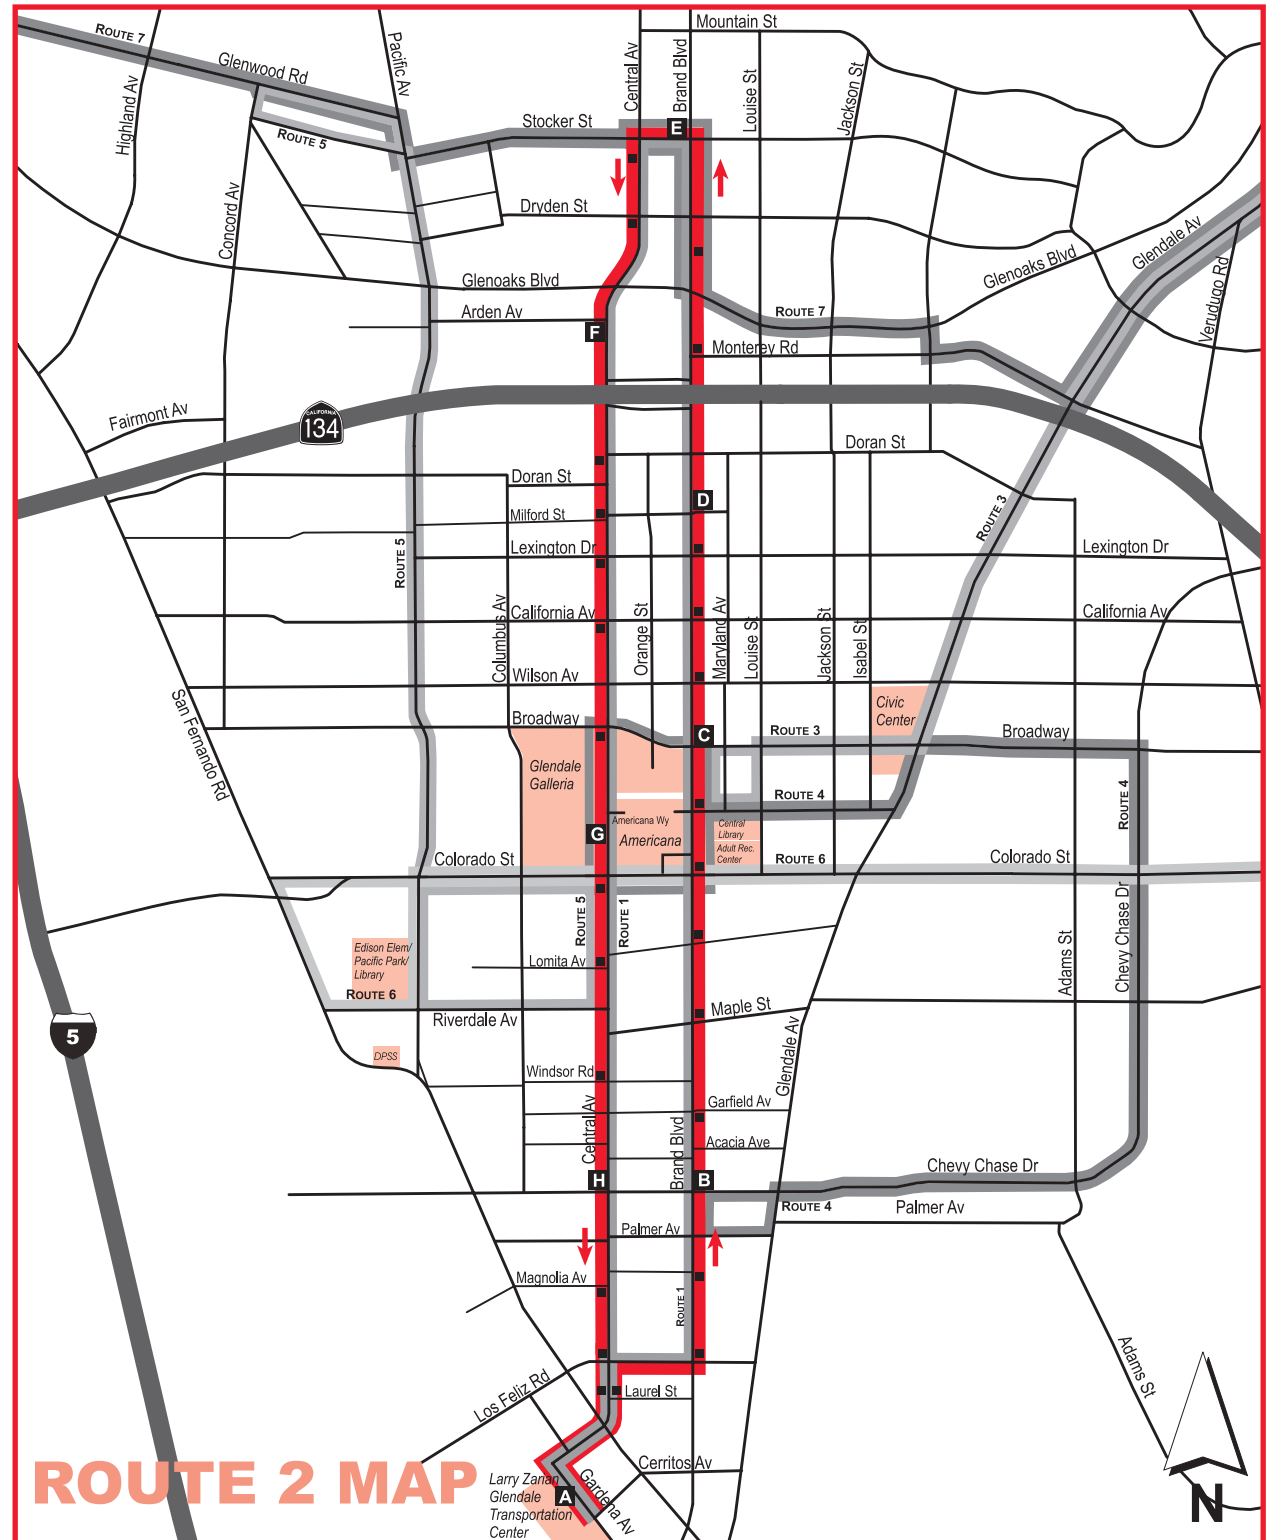 Mountain St
ROUTE 7
Glenwood Rd
Pacific Av
Central Av
Brand Blvd
Louise St
Jackson St
Highland Av
Stocker St
E
ROUTE 5
Concord Av
Dryden St
Glendale Av
Glenoaks Blvd
Verudugo Rd
Glenoaks Blvd
Arden Av
ROUTE 7
F
Monterey Rd
Fairmont Av
CALIFORNIA
134
Doran St
Doran St
D
Milford St
ROUTE 3
Lexington Dr
Lexington Dr
ROUTE 5
Columbus Av
California Av
Orange St
Maryland Av
Louise St
Jackson St
Isabel St
California Av
Wilson Av
San Fernando Rd
Civic
Center
Broadway
C
ROUTE 3
Broadway
Glendale
Galleria
ROUTE 4
ROUTE 4
Americana Wy
G
Americana
Central
Library
Adult Rec.
Center
Colorado St
ROUTE 6
Colorado St
ROUTE 5
ROUTE 1
Edison Elem/
Pacific Park/
Library
Lomita Av
Adams St
Chevy Chase Dr
ROUTE 6
Riverdale Av
Maple St
5
DPSS
Glendale Av
Windsor Rd
Central Av
Garfield Av
Brand Blvd
Acacia Ave
H
B
Chevy Chase Dr
ROUTE 4
Palmer Av
Palmer Av
Magnolia Av
ROUTE 1
Adams St
Los Feliz Rd
Laurel St
Cerritos Av
ROUTE 2 MAP
Larry Zarian
Glendale
Transportation
Center
A
Gardena Av
N